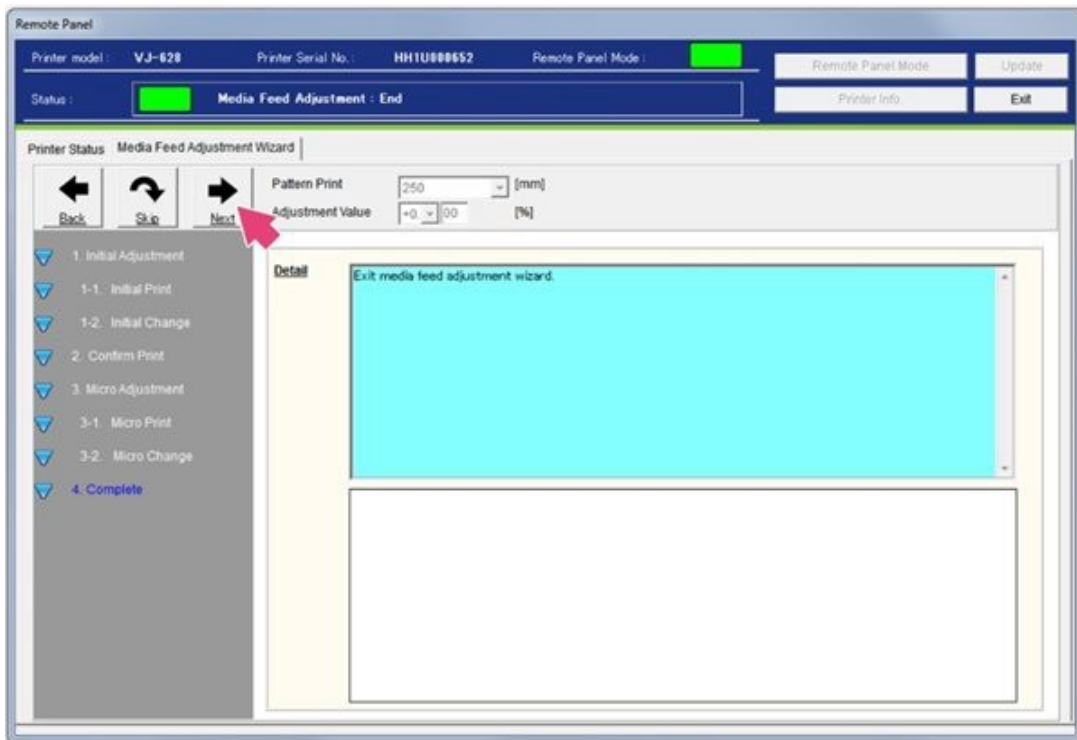 Remote Panel
Printer model : VJ-628 Printer Serial No. : HH1U000652 Remote Panel Mode : Remote Panel Mode Update
Status : Media Feed Adjustment : End Printer Info. Exit
Printer Status Media Feed Adjustment Wizard
Back Skip Next
Pattern Print 250 [mm]
Adjustment Value +0. 00 [%]
1. Initial Adjustment
1-1. Initial Print
1-2. Initial Change
2. Confirm Print
3. Micro Adjustment
3-1. Micro Print
3-2. Micro Change
4. Complete
Detail
Exit media feed adjustment wizard.